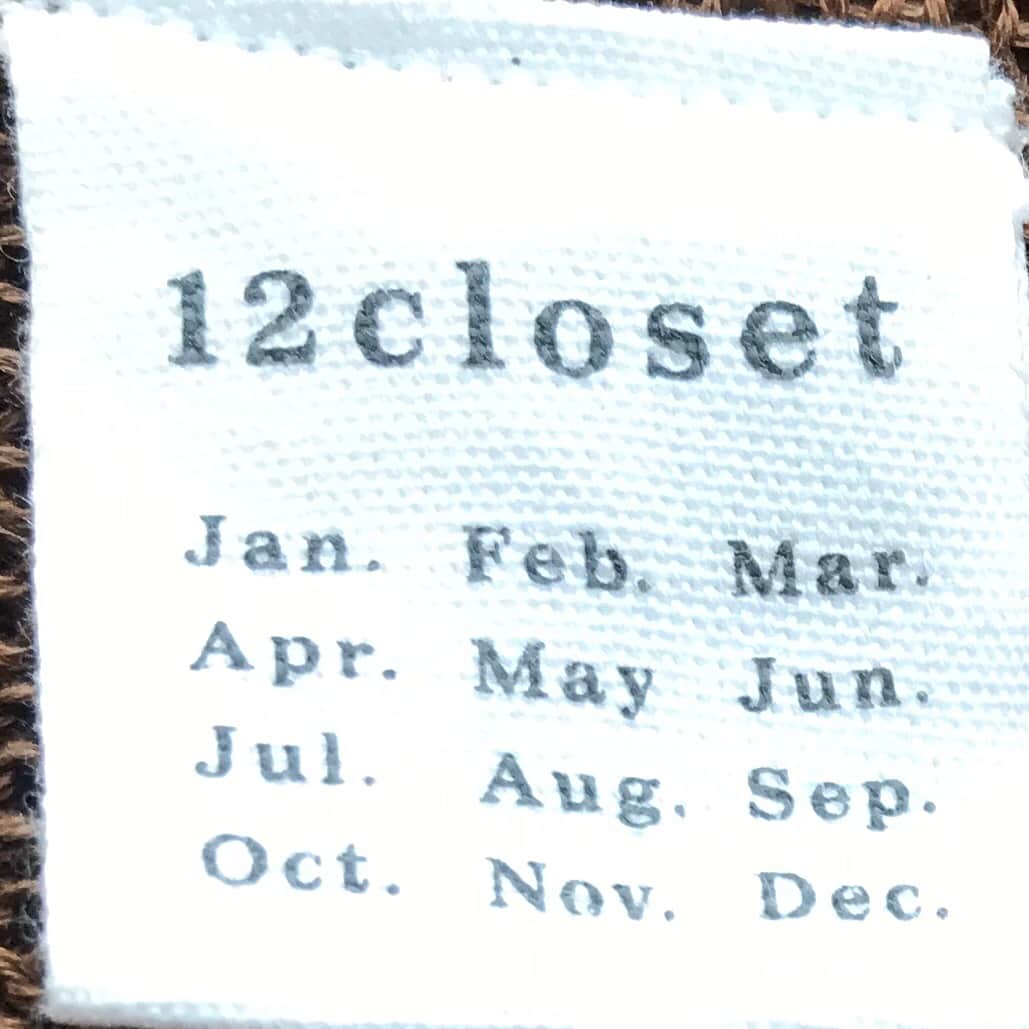 12closet
Jan. Feb. Mar.
Apr. May Jun.
Jul. Aug. Sep.
Oct. Nov. Dec.